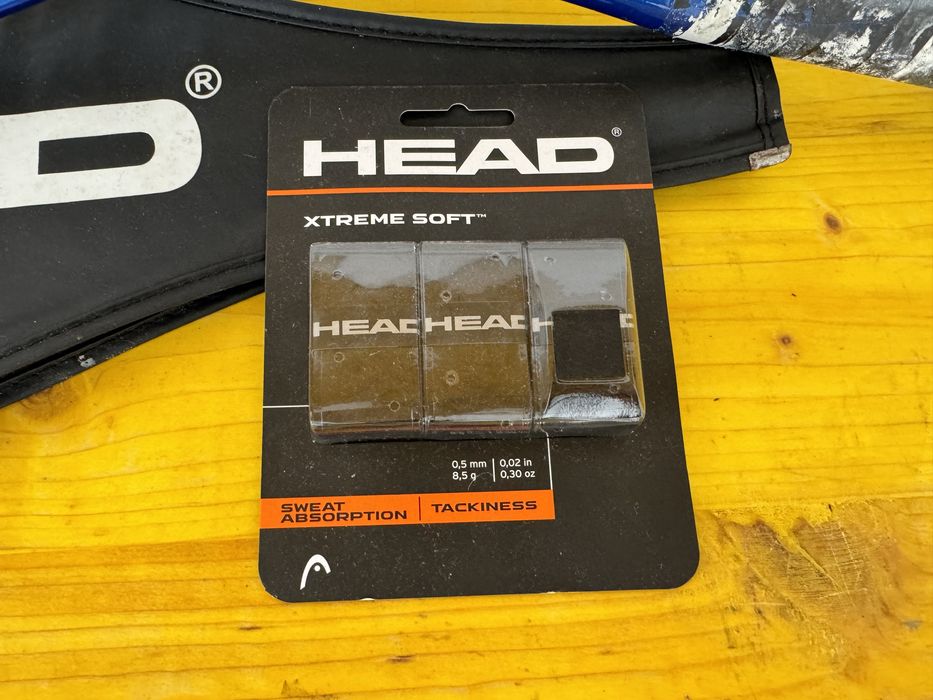 D®
HEAD®
XTREME SOFT™
HEAD HEAD HEAD
0,5 mm | 0,02 in
8,5 g | 0,30 oz
SWEAT
ABSORPTION | TACKINESS